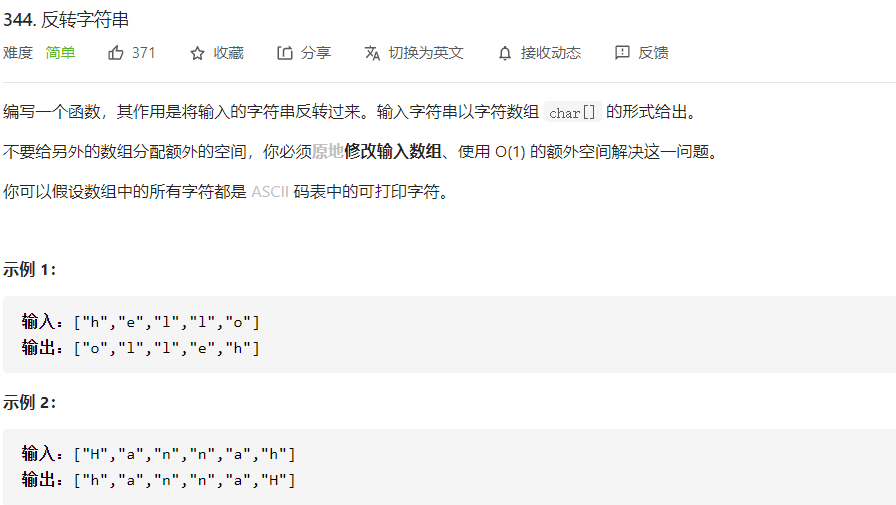 344. 反转字符串
难度 简单 371 收藏 分享 切换为英文 接收动态 反馈
编写一个函数，其作用是将输入的字符串反转过来。输入字符串以字符数组 char[] 的形式给出。
不要给另外的数组分配额外的空间，你必须原地修改输入数组、使用 O(1) 的额外空间解决这一问题。
你可以假设数组中的所有字符都是 ASCII 码表中的可打印字符。
示例 1：
输入：["h","e","l","l","o"]
输出：["o","l","l","e","h"]
示例 2：
输入：["H","a","n","n","a","h"]
输出：["h","a","n","n","a","H"]